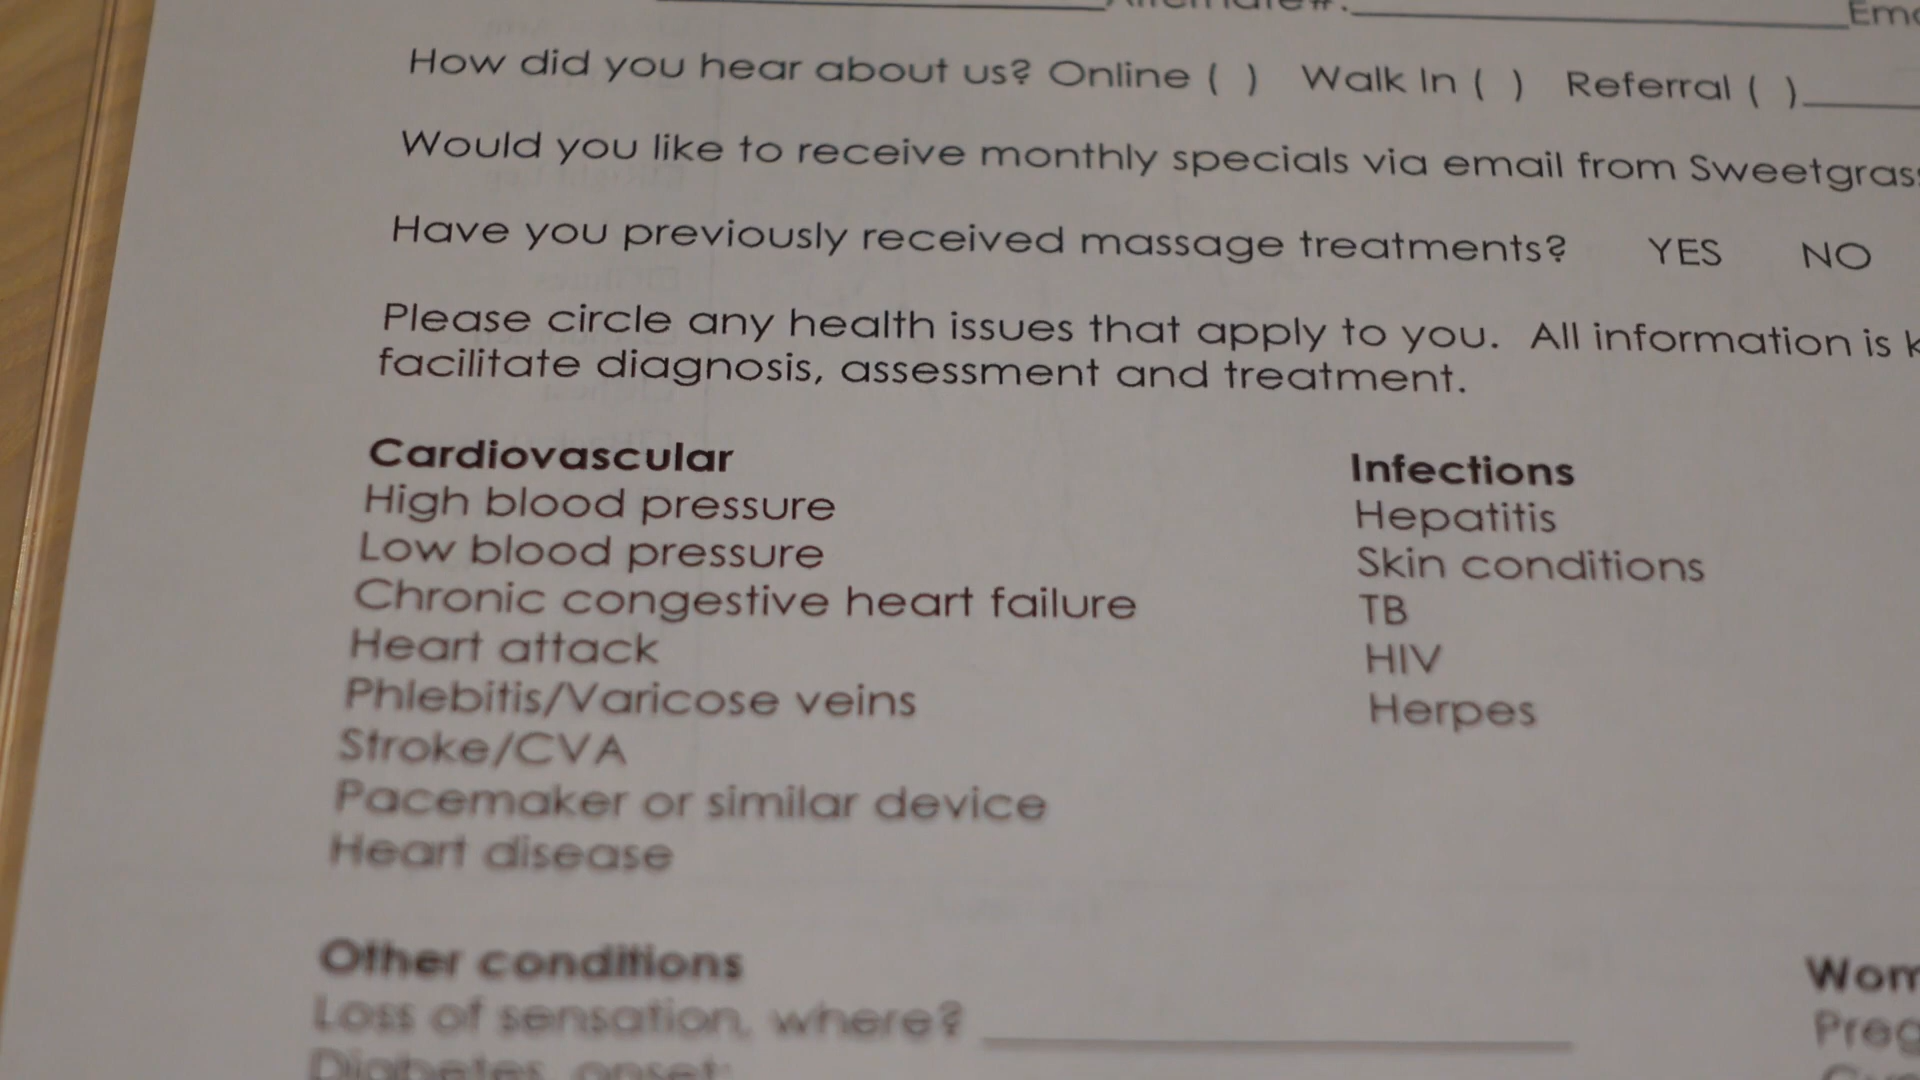 How did you hear about us? Online ( ) Walk In ( ) Referral ( )
Would you like to receive monthly specials via email from
Have you previously received massage treatments? YES NO
Please circle any health issues that apply to you. All information is
facilitate diagnosis, assessment and treatment.
Cardiovascular
High blood pressure
Low blood pressure
Chronic congestive heart failure
Heart attack
Phlebitis/Varicose veins
Stroke/CVA
Pacemaker or similar device
Heart disease
Infections
Hepatitis
Skin conditions
TB
HIV
Herpes
Other conditions
Loss of sensation, where?
Diabetes, onset: